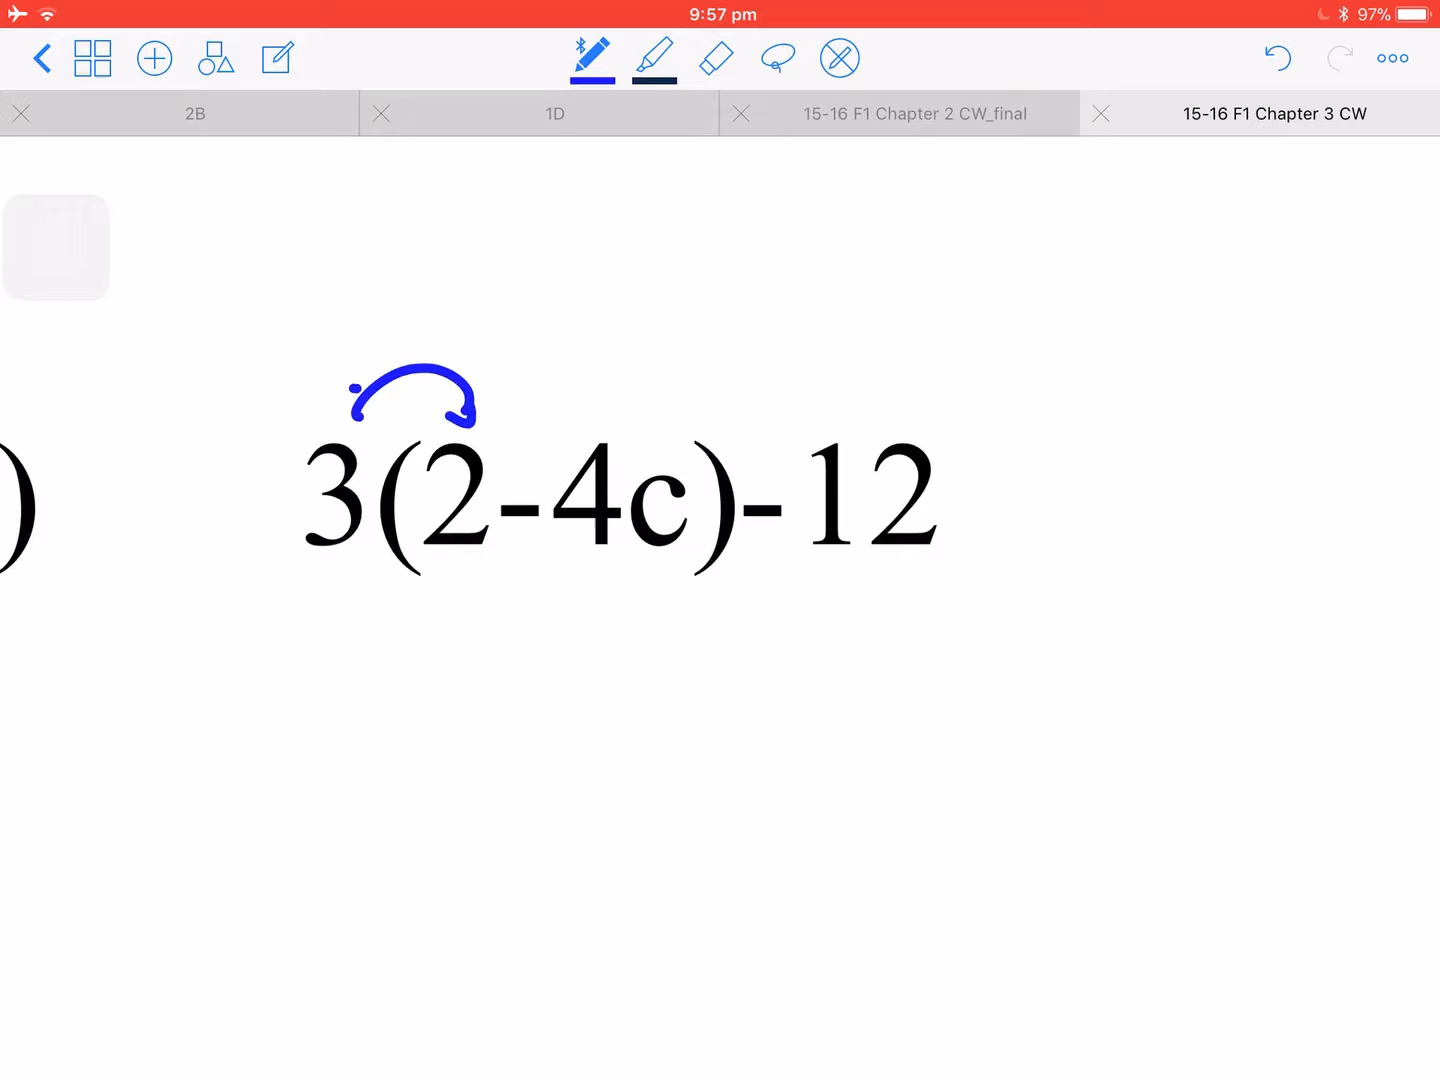 9:57 pm
97%
2B
1D
15-16 F1 Chapter 2 CW_final
15-16 F1 Chapter 3 CW
) 3(2-4c)-12